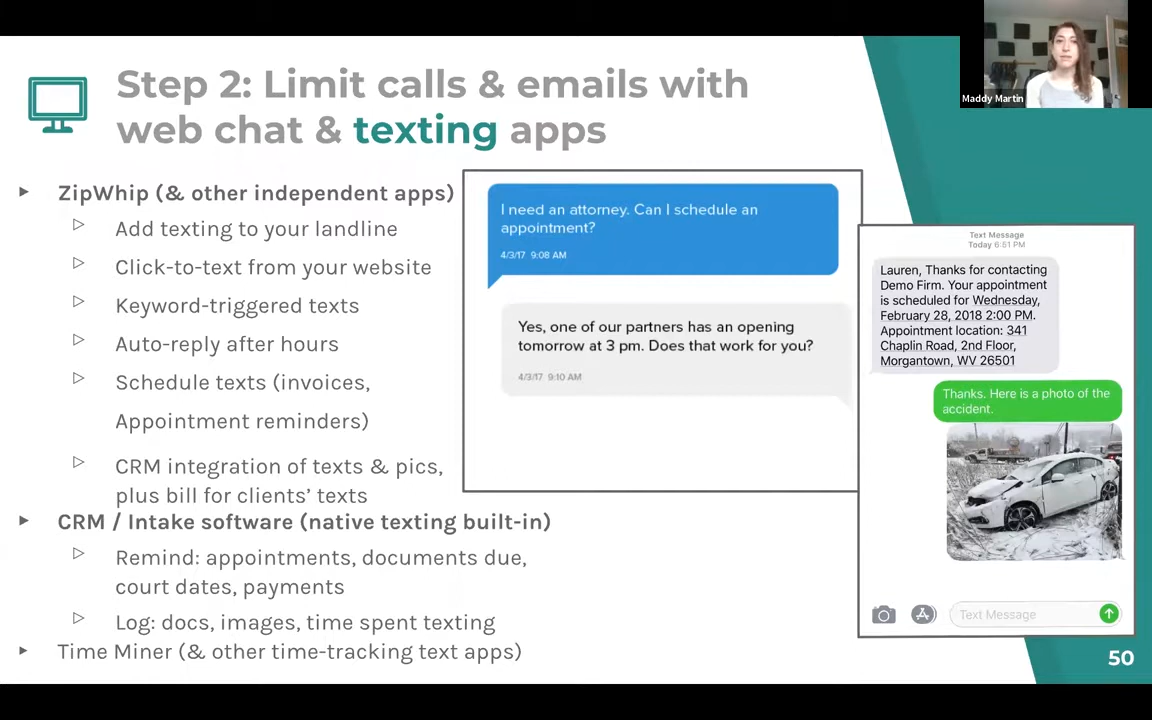 Maddy Martin
Step 2: Limit calls & emails with
web chat & texting apps
ZipWhip (& other independent apps)
Add texting to your landline
Click-to-text from your website
Keyword-triggered texts
Auto-reply after hours
Schedule texts (invoices,
Appointment reminders)
CRM integration of texts & pics,
plus bill for clients’ texts
CRM / Intake software (native texting built-in)
Remind: appointments, documents due,
court dates, payments
Log: docs, images, time spent texting
Time Miner (& other time-tracking text apps)
I need an attorney. Can I schedule an
appointment?
4/3/17 9:08 AM
Yes, one of our partners has an opening
tomorrow at 3 pm. Does that work for you?
4/3/17 9:10 AM
Text Message
Today 6:51 PM
Lauren, Thanks for contacting
Demo Firm. Your appointment
is scheduled for Wednesday,
February 28, 2018 2:00 PM.
Appointment location: 341
Chaplin Road, 2nd Floor,
Morgantown, WV 26501
Thanks. Here is a photo of the
accident.
Text Message
50